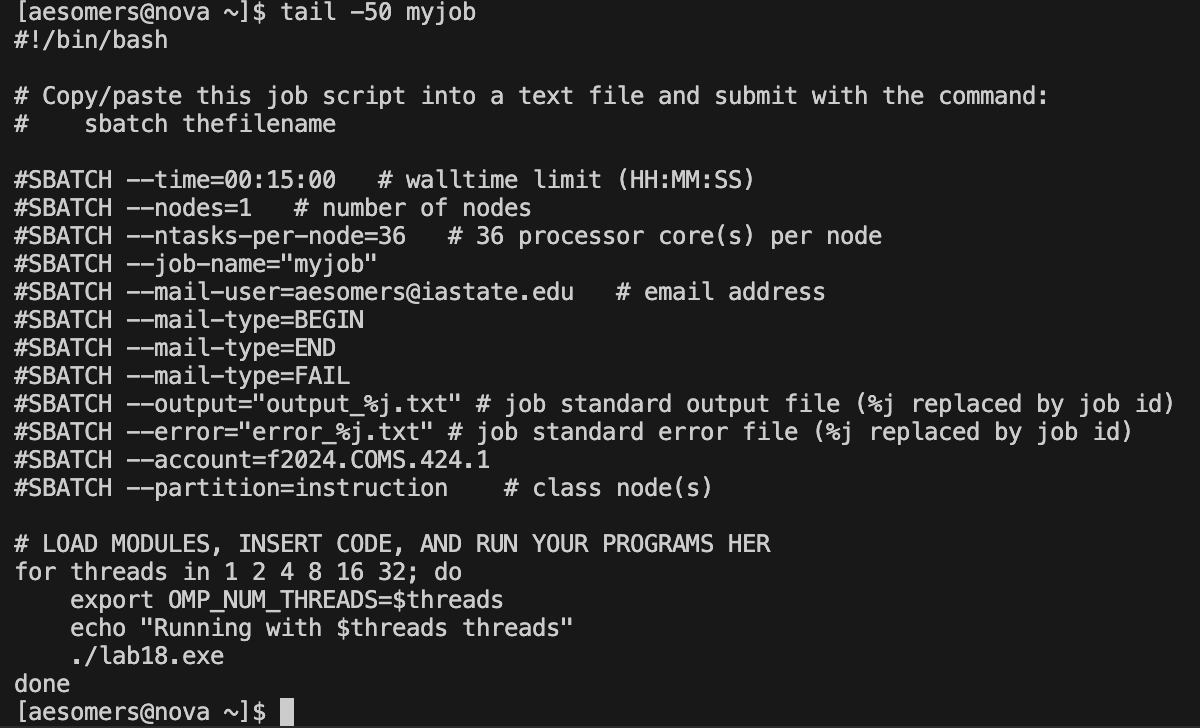 [aesomers@nova ~]$ tail -50 myjob
#!/bin/bash
# Copy/paste this job script into a text file and submit with the command:
#    sbatch thefilename
#SBATCH --time=00:15:00   # walltime limit (HH:MM:SS)
#SBATCH --nodes=1   # number of nodes
#SBATCH --ntasks-per-node=36   # 36 processor core(s) per node
#SBATCH --job-name="myjob"
#SBATCH --mail-user=aesomers@iastate.edu   # email address
#SBATCH --mail-type=BEGIN
#SBATCH --mail-type=END
#SBATCH --mail-type=FAIL
#SBATCH --output="output_%j.txt" # job standard output file (%j replaced by job id)
#SBATCH --error="error_%j.txt" # job standard error file (%j replaced by job id)
#SBATCH --account=f2024.COMS.424.1
#SBATCH --partition=instruction    # class node(s)
# LOAD MODULES, INSERT CODE, AND RUN YOUR PROGRAMS HER
for threads in 1 2 4 8 16 32; do
    export OMP_NUM_THREADS=$threads
    echo "Running with $threads threads"
    ./lab18.exe
done
[aesomers@nova ~]$